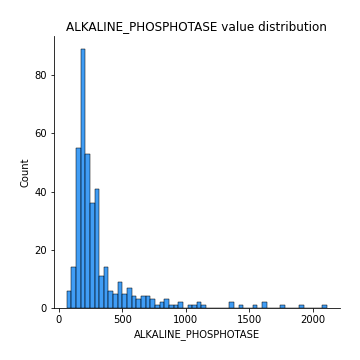 ALKALINE_PHOSPHOTASE value distribution
80
60
40
20
0
Count
0 500 1000 1500 2000
ALKALINE_PHOSPHOTASE